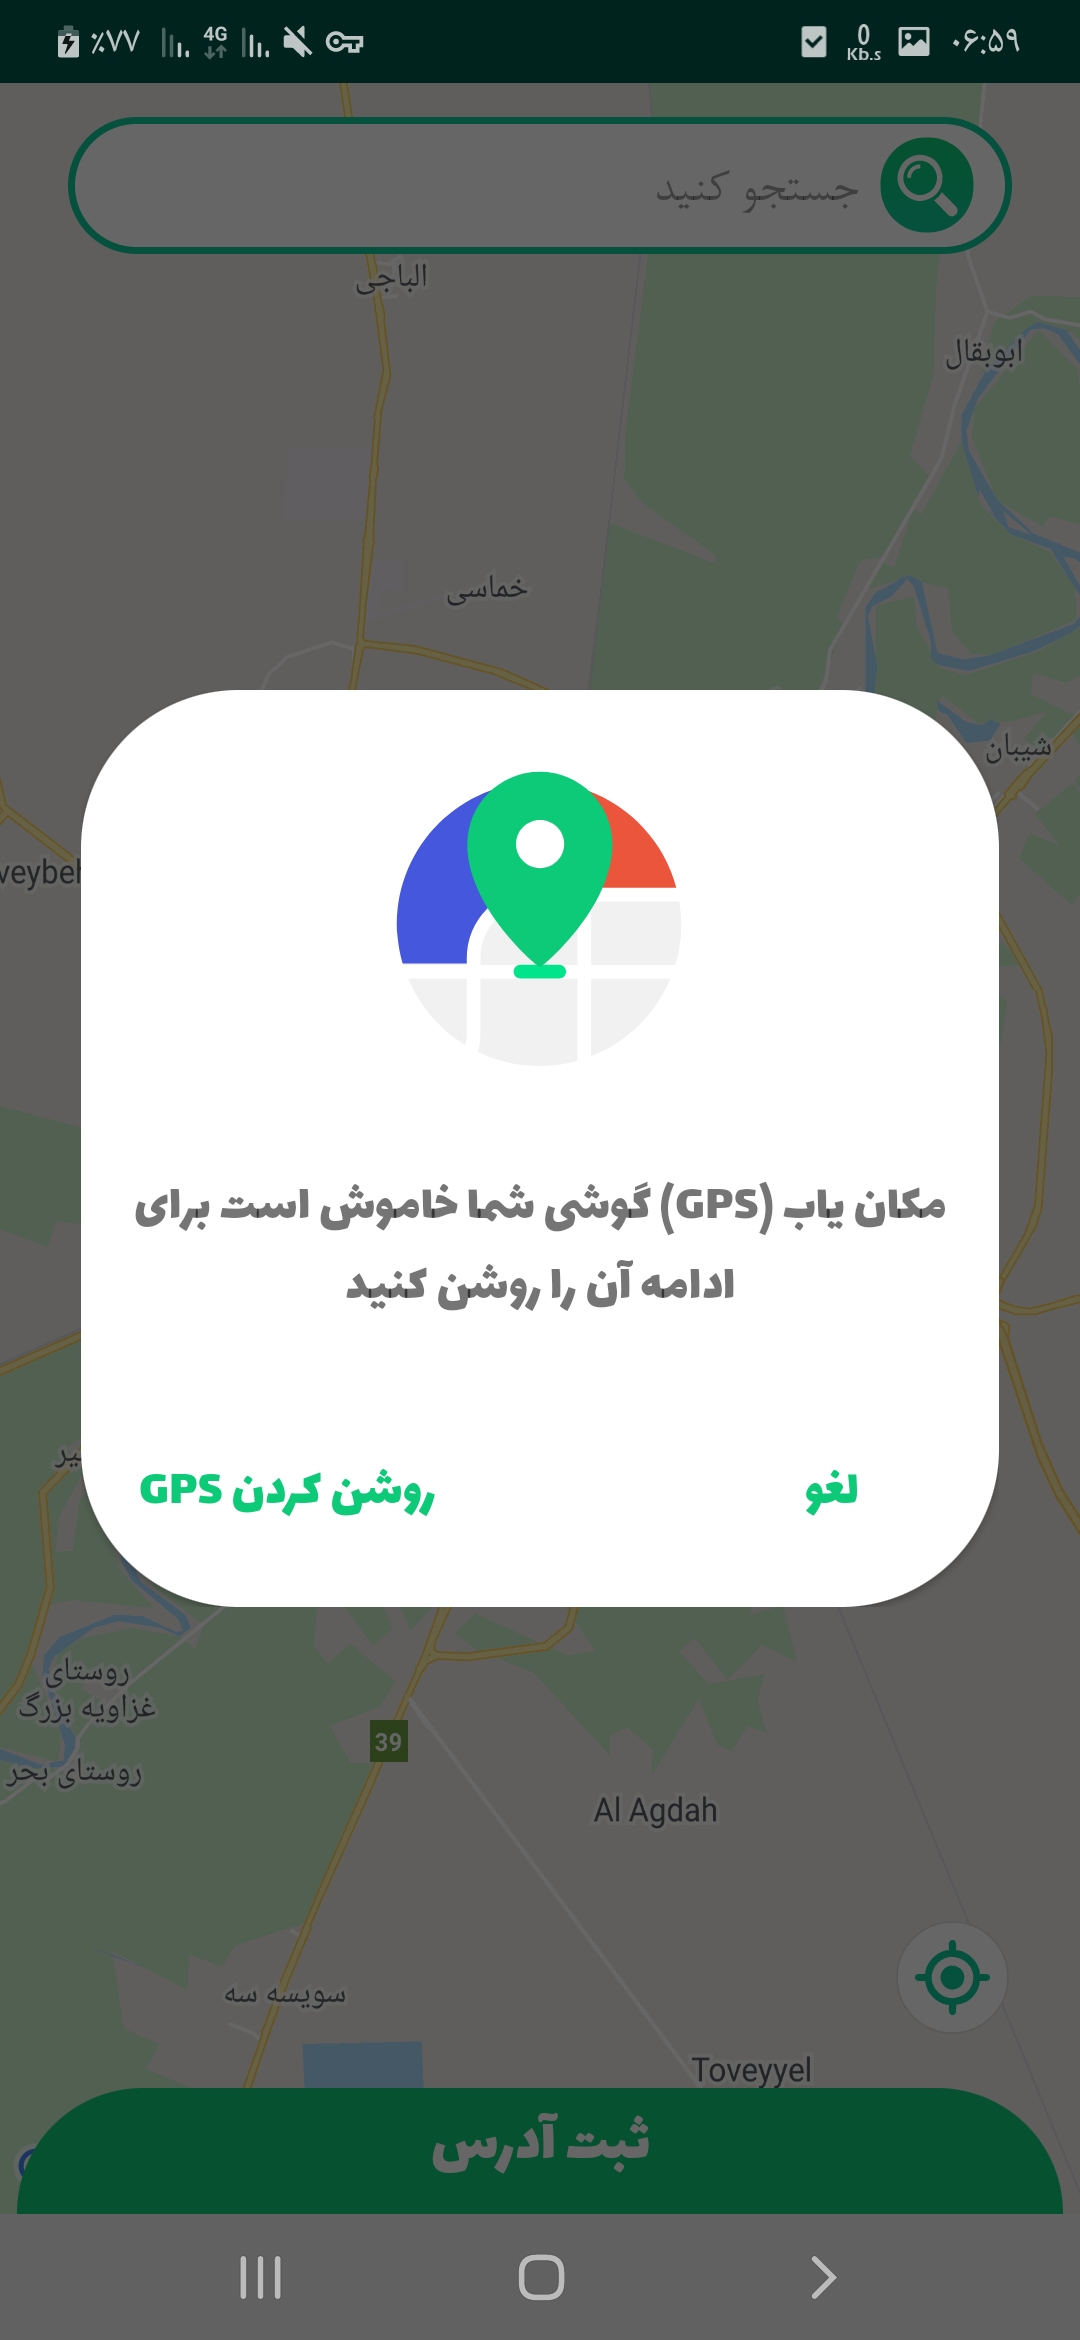 ۰۶:۵۹
0
Kb.s
4G
٪۷۷
جستجو کنید
الباجی
ابوبقال
خماسی
شیبان
veybeh
مکان یاب (GPS) گوشی شما خاموش است برای
ادامه آن را روشن کنید
لغو
روشن کردن GPS
روستای
غزاویه بزرگ
39
روستای بحر
Al Agdah
سویسه سه
Toveyyel
ثبت آدرس